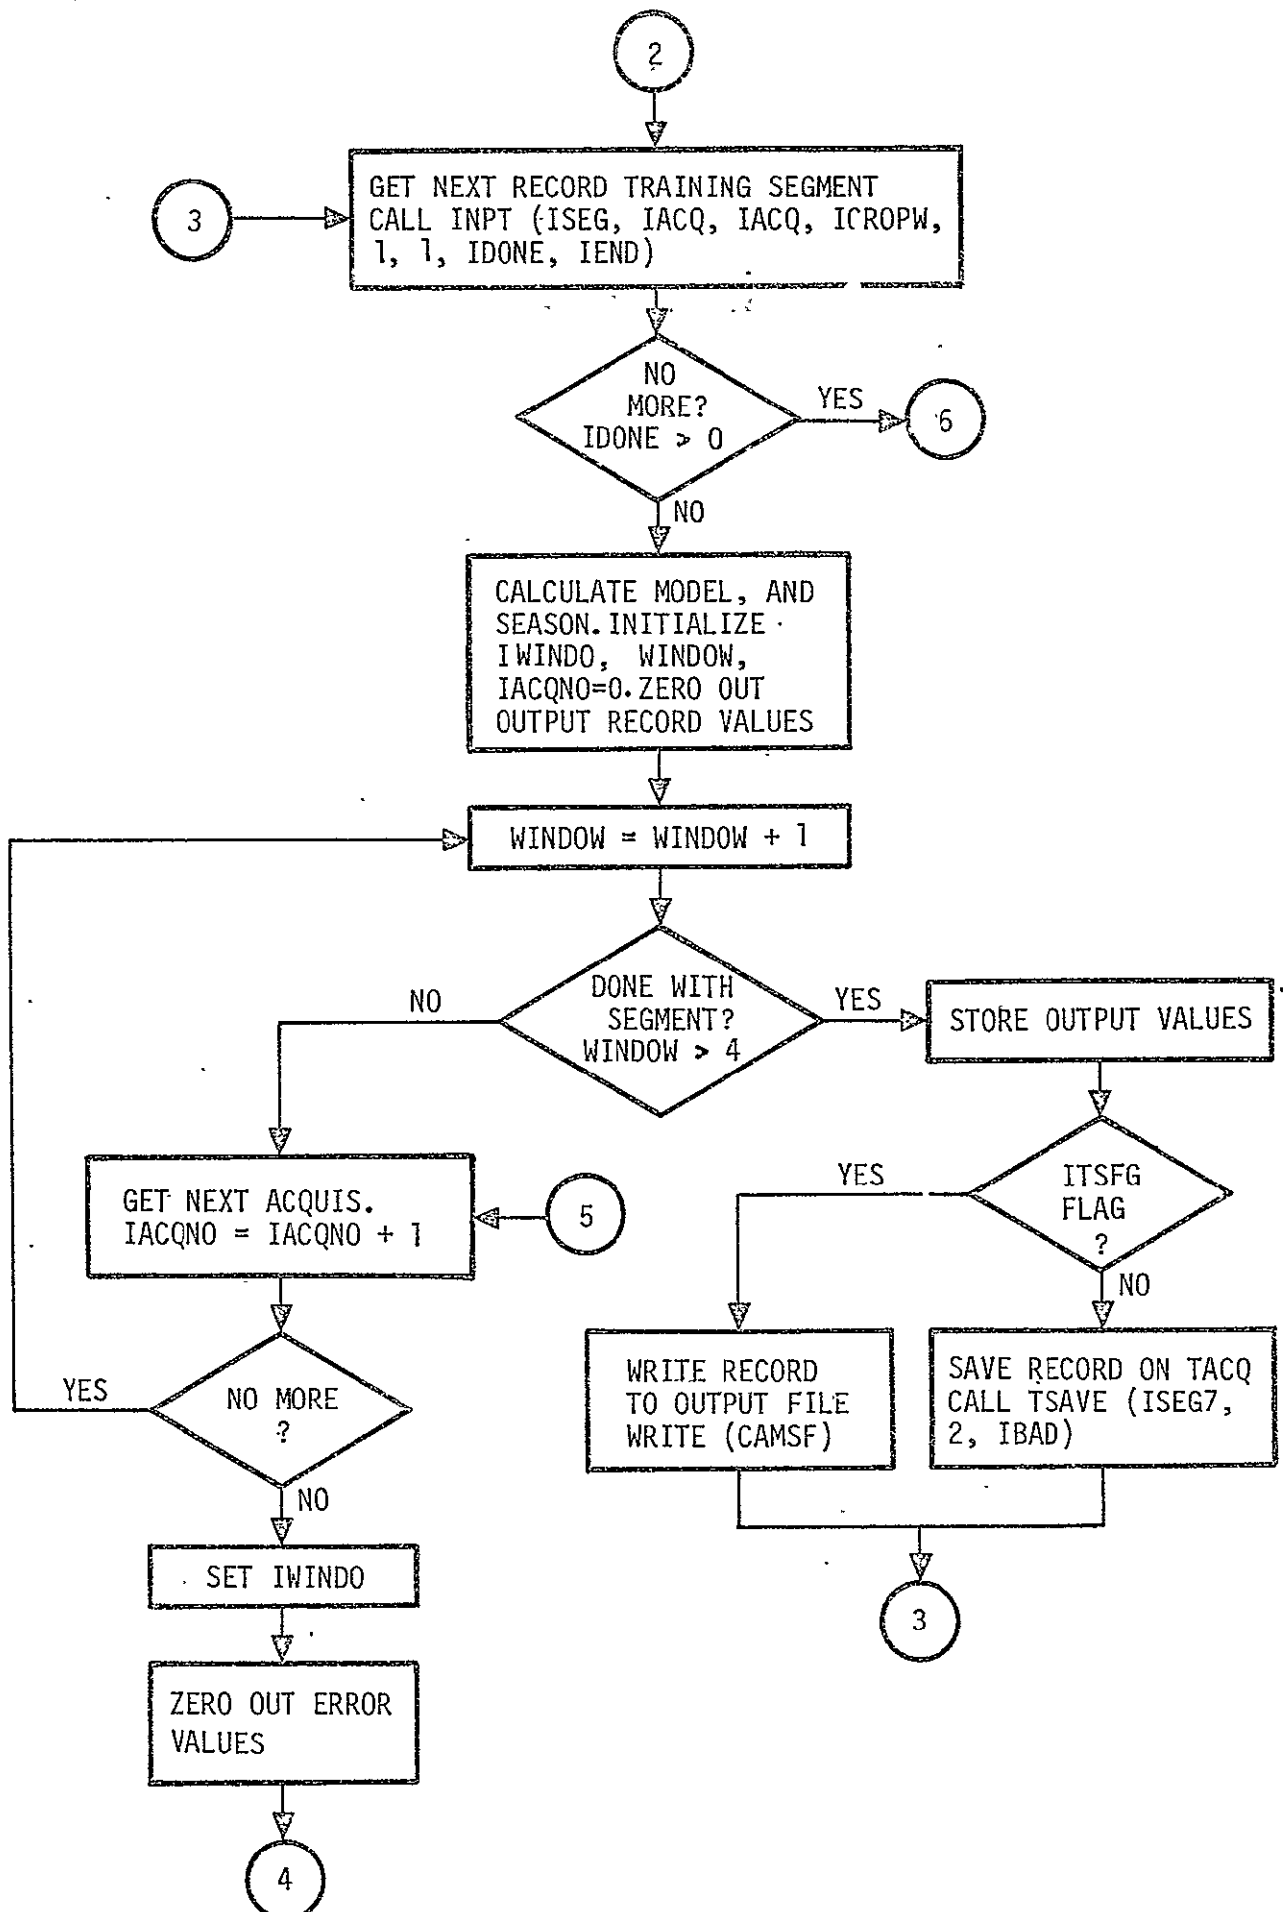 2
GET NEXT RECORD TRAINING SEGMENT
3
CALL INPT (ISEG, IACQ, IACQ, ICROPW,
1, 1, IDONE, IEND)
NO
MORE?
IDONE > 0
YES
6
NO
CALCULATE MODEL, AND
SEASON. INITIALIZE
IWINDO, WINDOW,
IACQNO=0. ZERO OUT
OUTPUT RECORD VALUES
WINDOW = WINDOW + 1
NO
DONE WITH
SEGMENT?
WINDOW > 4
YES
STORE OUTPUT VALUES
GET NEXT ACQUIS.
IACQNO = IACQNO + 1
5
YES
ITSFG
FLAG
?
NO
YES
NO MORE
?
NO
WRITE RECORD
TO OUTPUT FILE
WRITE (CAMSF)
SAVE RECORD ON TACQ
CALL TSAVE (ISEG7,
2, IBAD)
SET IWINDO
3
ZERO OUT ERROR
VALUES
4